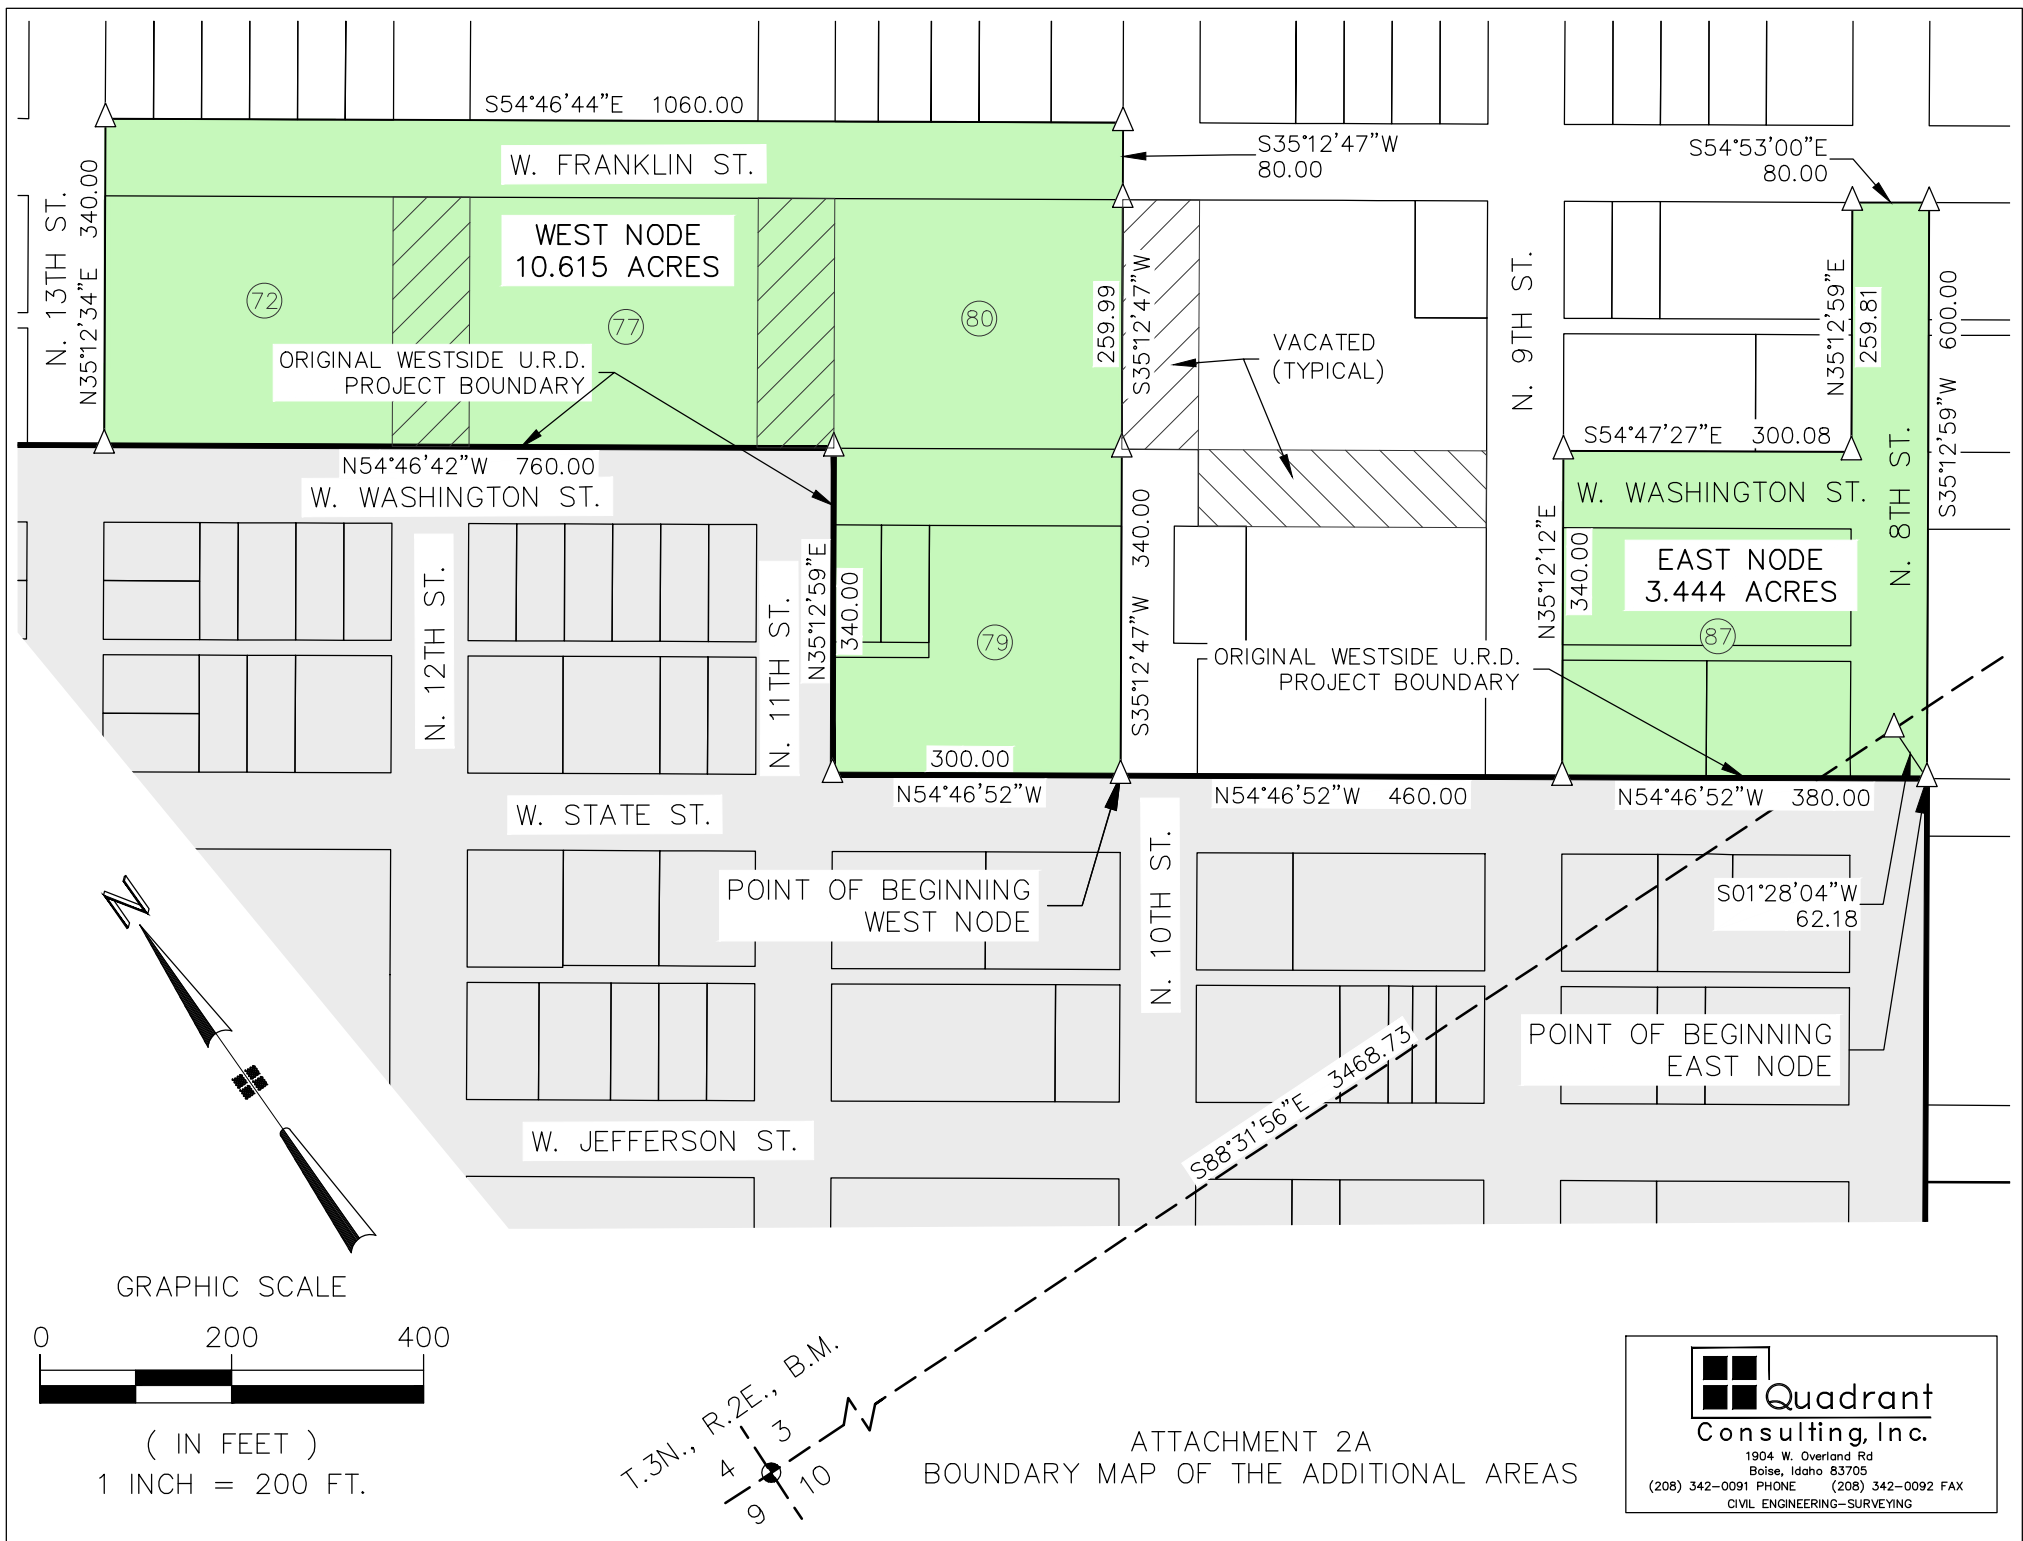 S54°46'44"E 1060.00
S35°12'47"W
80.00
S54°53'00"E
80.00
W. FRANKLIN ST.
N. 13TH ST.
N35°12'34"E 340.00
WEST NODE
10.615 ACRES
72
77
80
ORIGINAL WESTSIDE U.R.D.
PROJECT BOUNDARY
259.99
S35°12'47"W
VACATED
(TYPICAL)
N. 9TH ST.
N35°12'59"E
259.81
S35°12'59"W 600.00
S54°47'27"E 300.08
N. 8TH ST.
N54°46'42"W 760.00
W. WASHINGTON ST.
W. WASHINGTON ST.
N. 12TH ST.
N. 11TH ST.
N35°12'59"E
340.00
79
S35°12'47"W 340.00
N35°12'12"E
340.00
EAST NODE
3.444 ACRES
87
ORIGINAL WESTSIDE U.R.D.
PROJECT BOUNDARY
300.00
N54°46'52"W
N54°46'52"W 460.00
N54°46'52"W 380.00
W. STATE ST.
N. 10TH ST.
POINT OF BEGINNING
WEST NODE
S01°28'04"W
62.18
POINT OF BEGINNING
EAST NODE
S88°31'56"E 3468.73
W. JEFFERSON ST.
N
GRAPHIC SCALE
0 200 400
( IN FEET )
1 INCH = 200 FT.
T.3N., R.2E., B.M.
4 3
9 10
ATTACHMENT 2A
BOUNDARY MAP OF THE ADDITIONAL AREAS
Quadrant
Consulting, Inc.
1904 W. Overland Rd
Boise, Idaho 83705
(208) 342-0091 PHONE (208) 342-0092 FAX
CIVIL ENGINEERING-SURVEYING